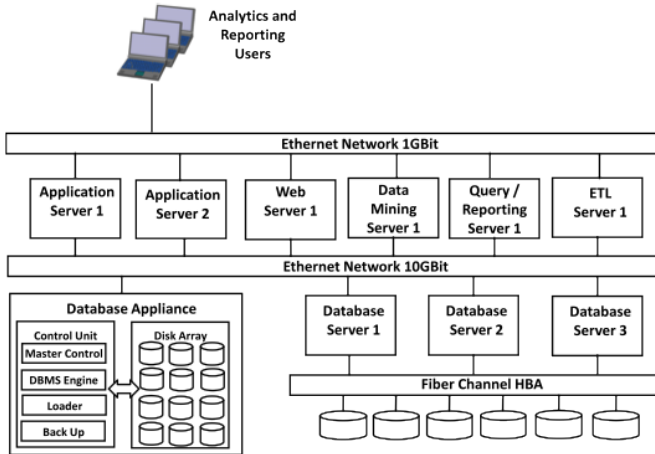 Analytics and
Reporting
Users
Ethernet Network 1GBit
Application
Server 1
Application
Server 2
Web
Server 1
Data
Mining
Server 1
Query /
Reporting
Server 1
ETL
Server 1
Ethernet Network 10GBit
Database Appliance
Control Unit
Master Control
DBMS Engine
Loader
Back Up
Disk Array
Database
Server 1
Database
Server 2
Database
Server 3
Fiber Channel HBA